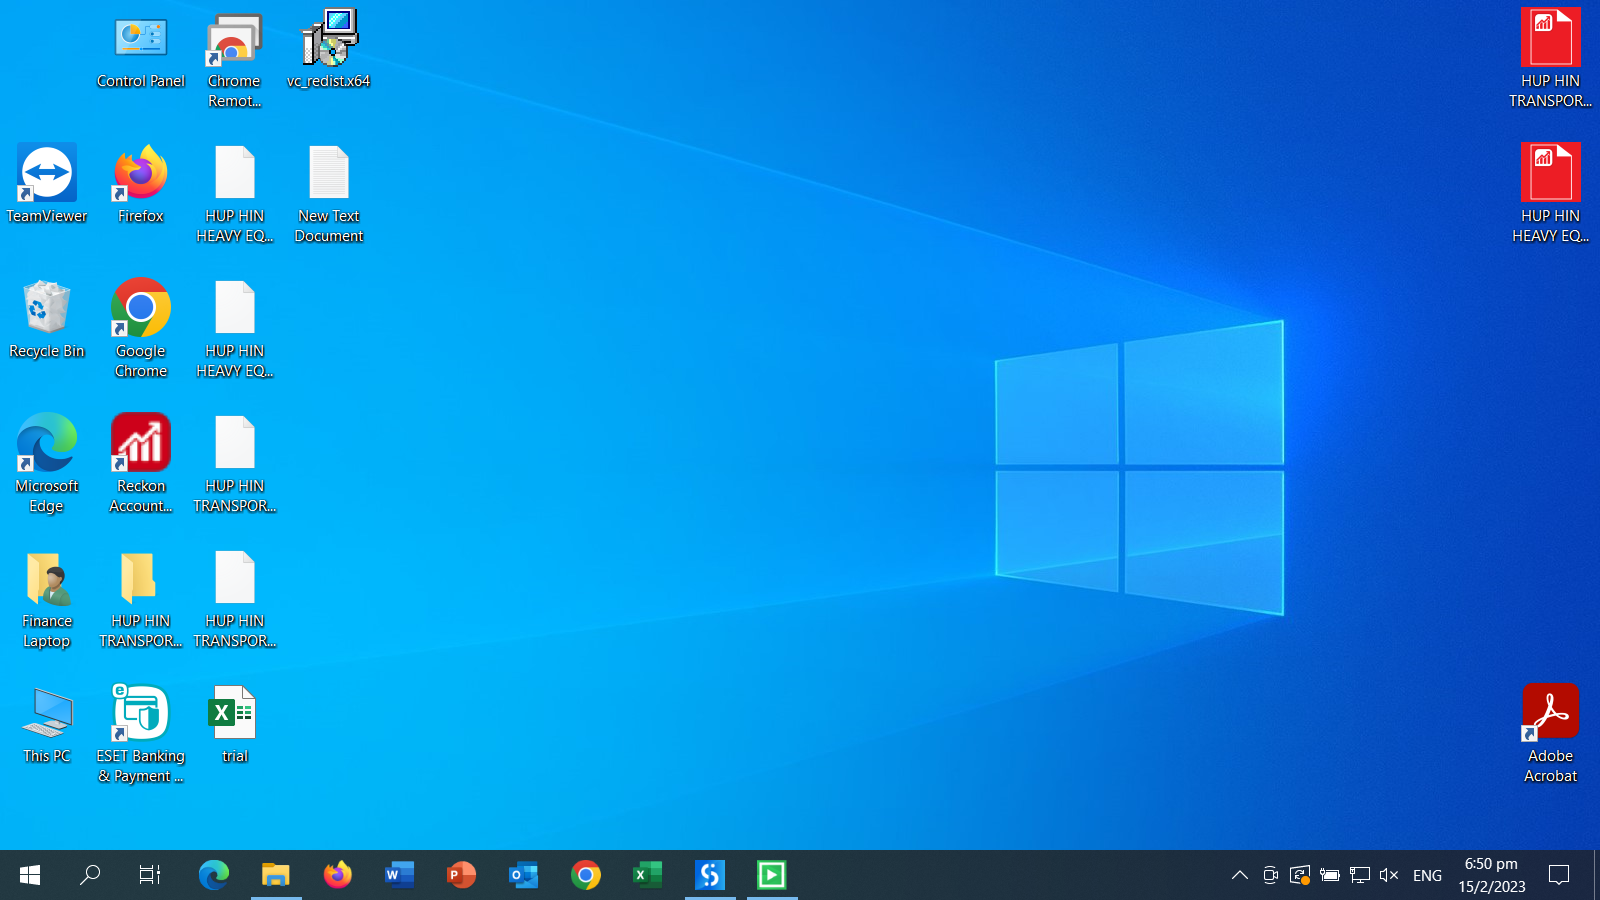 Control Panel
Chrome
Remot...
vc_redist.x64
HUP HIN
TRANSPOR...
TeamViewer
Firefox
HUP HIN
HEAVY EQ...
New Text
Document
HUP HIN
HEAVY EQ...
Recycle Bin
Google
Chrome
HUP HIN
HEAVY EQ...
Microsoft
Edge
Reckon
Account...
HUP HIN
TRANSPOR...
Finance
Laptop
HUP HIN
TRANSPOR...
HUP HIN
TRANSPOR...
This PC
ESET Banking
& Payment ...
trial
Adobe
Acrobat
ENG
6:50 pm
15/2/2023